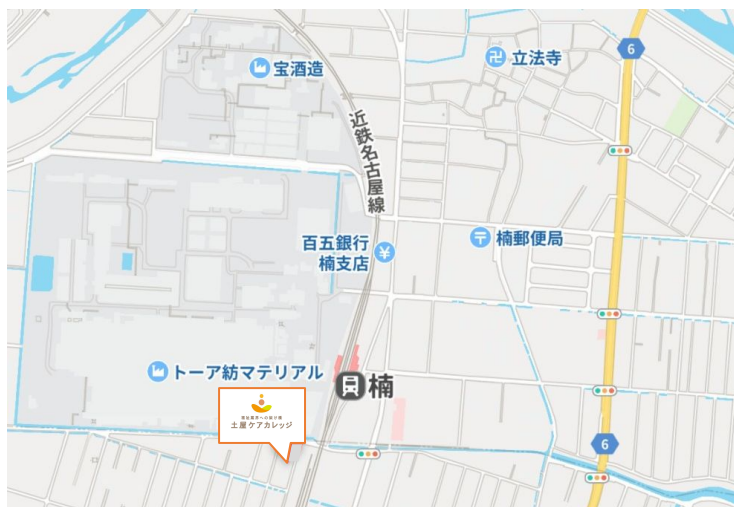 宝酒造
立法寺
6
近鉄名古屋線
百五銀行
楠支店
楠郵便局
トーア紡マテリアル
楠
土屋ケアカレッジ
6